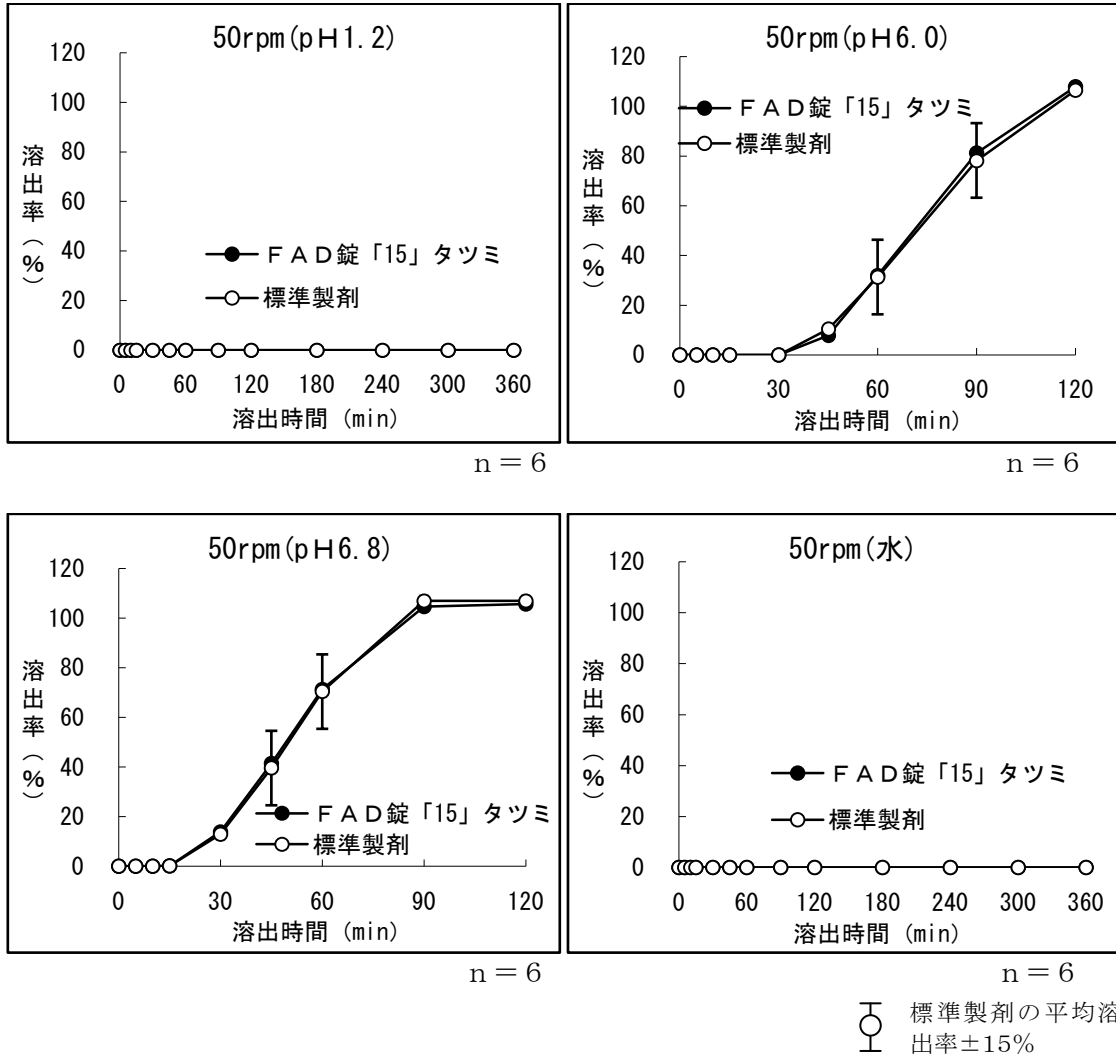 50rpm(pH1.2)
120
100
80
60
40
20
0
溶出率(%)
FAD錠「15」タツミ
標準製剤
0 60 120 180 240 300 360
溶出時間 (min)
n=6
50rpm(pH6.0)
120
100
80
60
40
20
0
溶出率(%)
FAD錠「15」タツミ
標準製剤
0 30 60 90 120
溶出時間 (min)
n=6
50rpm(pH6.8)
120
100
80
60
40
20
0
溶出率(%)
FAD錠「15」タツミ
標準製剤
0 30 60 90 120
溶出時間 (min)
n=6
50rpm(水)
120
100
80
60
40
20
0
溶出率(%)
FAD錠「15」タツミ
標準製剤
0 60 120 180 240 300 360
溶出時間 (min)
n=6
標準製剤の平均溶
出率±15%